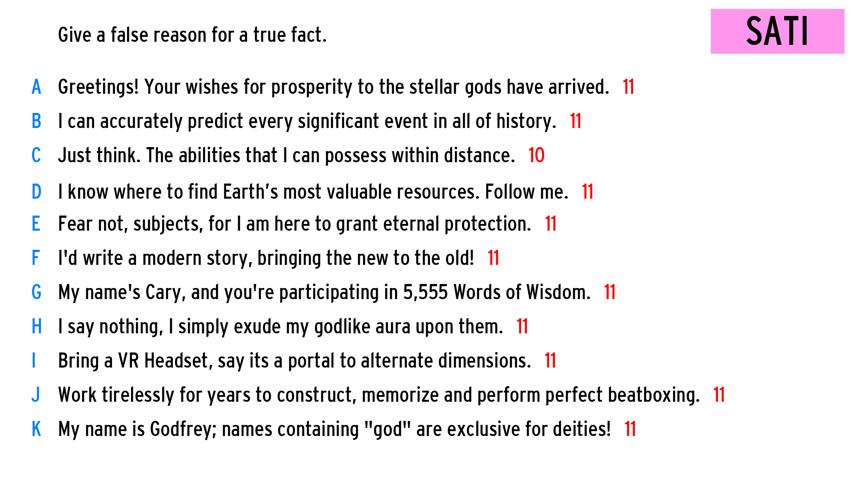 Give a false reason for a true fact.
SATI
A Greetings! Your wishes for prosperity to the stellar gods have arrived. 11
B I can accurately predict every significant event in all of history. 11
C Just think. The abilities that I can possess within distance. 10
D I know where to find Earth's most valuable resources. Follow me. 11
E Fear not, subjects, for I am here to grant eternal protection. 11
F I'd write a modern story, bringing the new to the old! 11
G My name's Cary, and you're participating in 5,555 Words of Wisdom. 11
H I say nothing, I simply exude my godlike aura upon them. 11
I Bring a VR Headset, say its a portal to alternate dimensions. 11
J Work tirelessly for years to construct, memorize and perform perfect beatboxing. 11
K My name is Godfrey; names containing "god" are exclusive for deities! 11